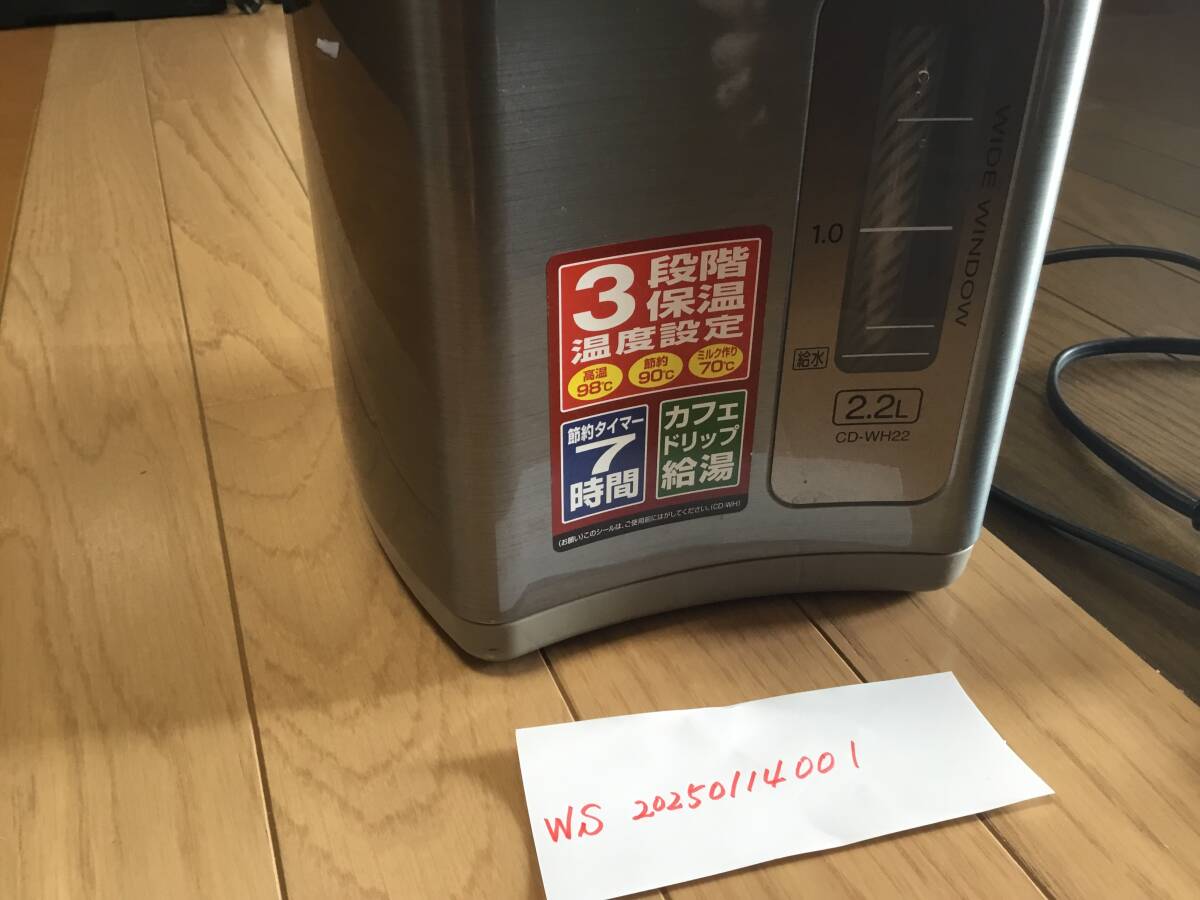 WIDE WINDOW
1.0
給水
2.2L
CD-WH22
3段階
保温
温度設定
高温
98℃
節約
90℃
ミルク作り
70℃
節約タイマー
7
時間
カフェ
ドリップ
給湯
(お願い)このシールは、ご使用前にはがしてください。(CD-WH)
WS 20250114001